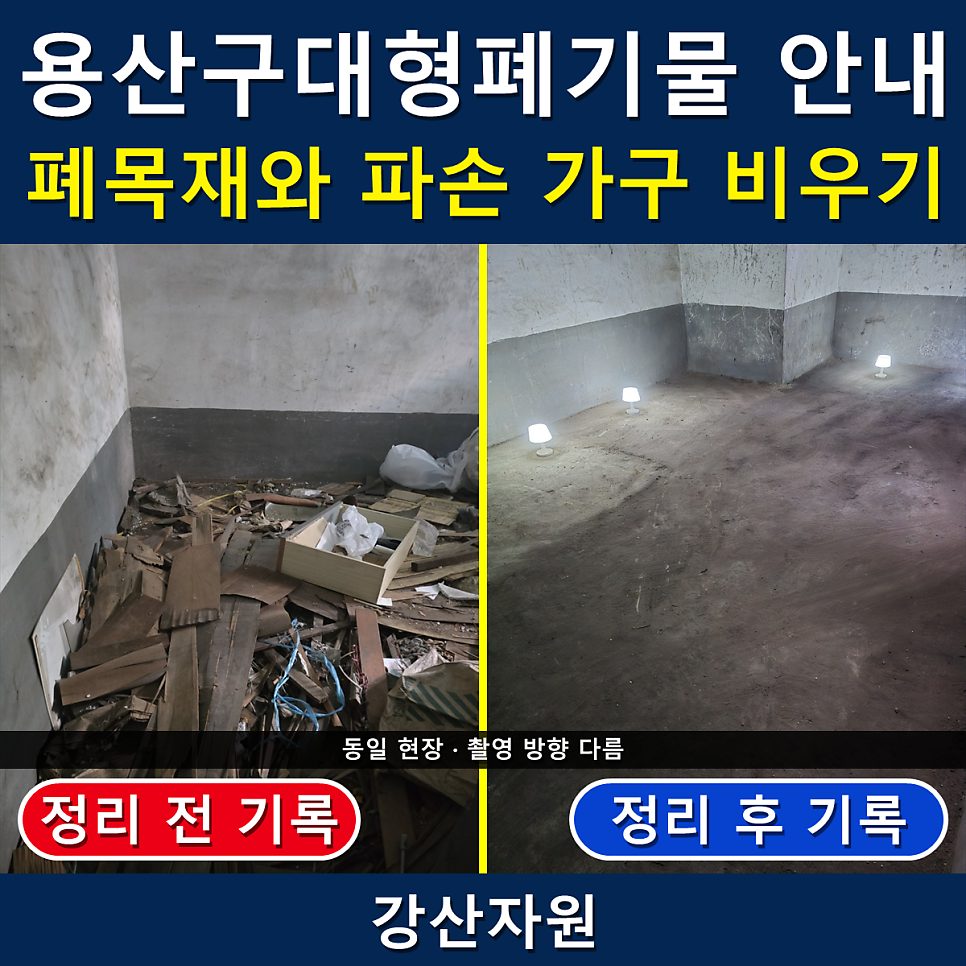 용산구대형폐기물 안내
폐목재와 파손 가구 비우기
동일 현장 · 촬영 방향 다름
정리 전 기록
정리 후 기록
강산자원